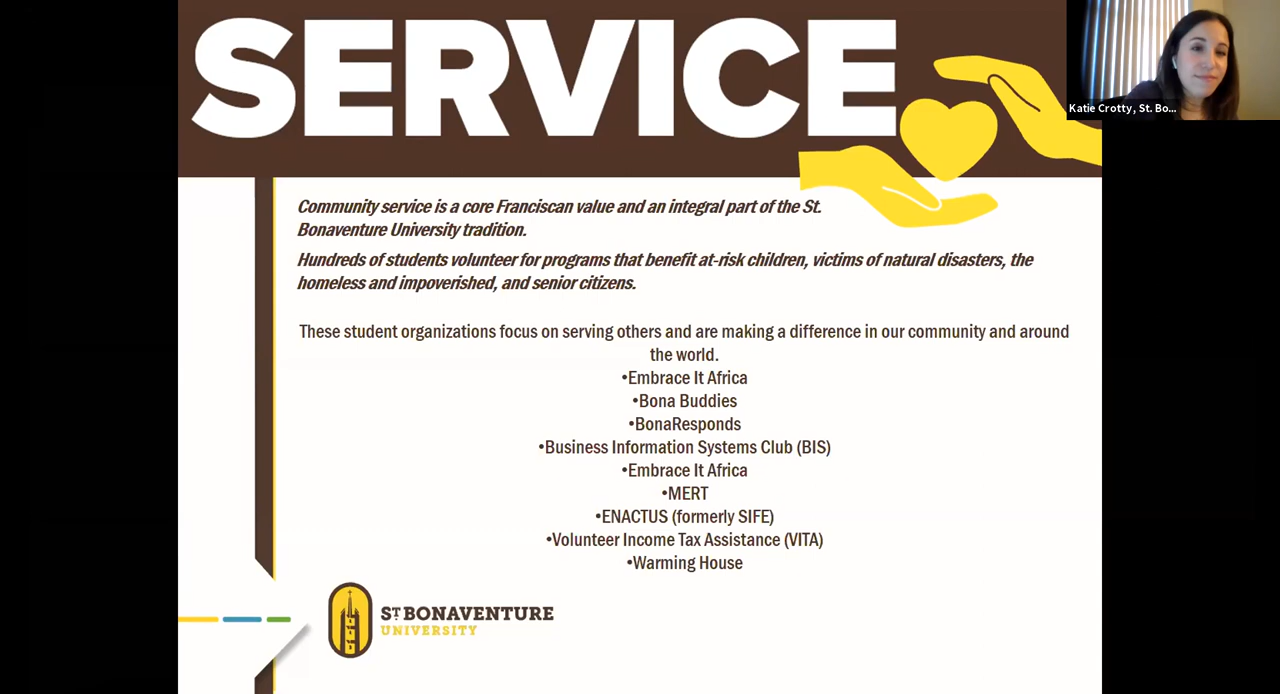 SERVICE
Katie Crotty, St. Bo...
Community service is a core Franciscan value and an integral part of the St.
Bonaventure University tradition.
Hundreds of students volunteer for programs that benefit at-risk children, victims of natural disasters, the
homeless and impoverished, and senior citizens.
These student organizations focus on serving others and are making a difference in our community and around
the world.
•Embrace It Africa
•Bona Buddies
•BonaResponds
•Business Information Systems Club (BIS)
•Embrace It Africa
•MERT
•ENACTUS (formerly SIFE)
•Volunteer Income Tax Assistance (VITA)
•Warming House
ST. BONAVENTURE
UNIVERSITY